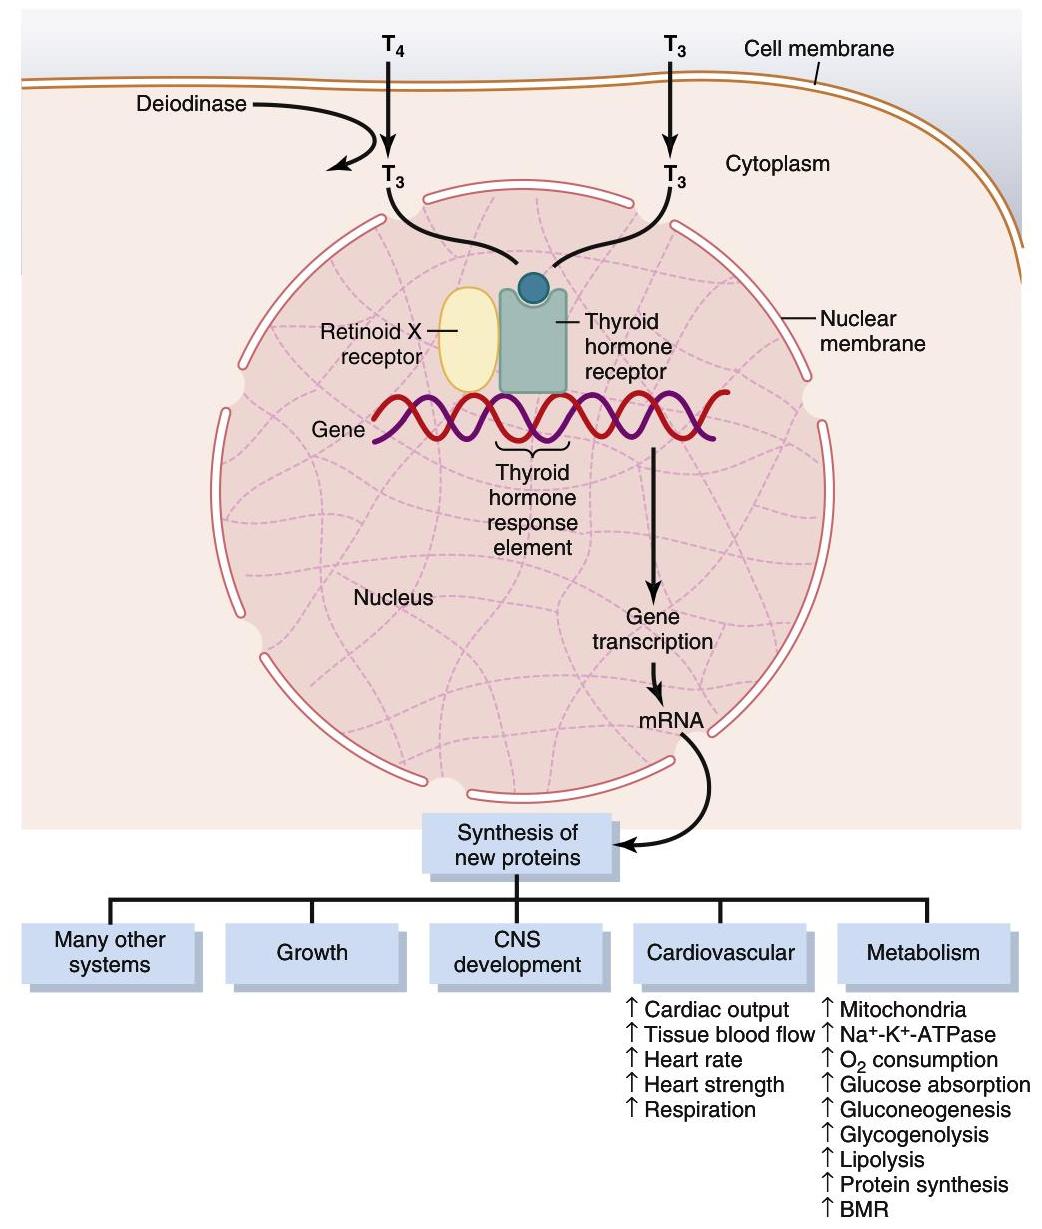 T4
T3
Cell membrane
Deiodinase
T3
T3
Cytoplasm
Retinoid X
receptor
Thyroid
hormone
receptor
Nuclear
membrane
Gene
Thyroid
hormone
response
element
Nucleus
Gene
transcription
mRNA
Synthesis of
new proteins
Many other
systems
Growth
CNS
development
Cardiovascular
↑ Cardiac output
↑ Tissue blood flow
↑ Heart rate
↑ Heart strength
↑ Respiration
Metabolism
↑ Mitochondria
↑ Na⁺-K⁺-ATPase
↑ O₂ consumption
↑ Glucose absorption
↑ Gluconeogenesis
↑ Glycogenolysis
↑ Lipolysis
↑ Protein synthesis
↑ BMR